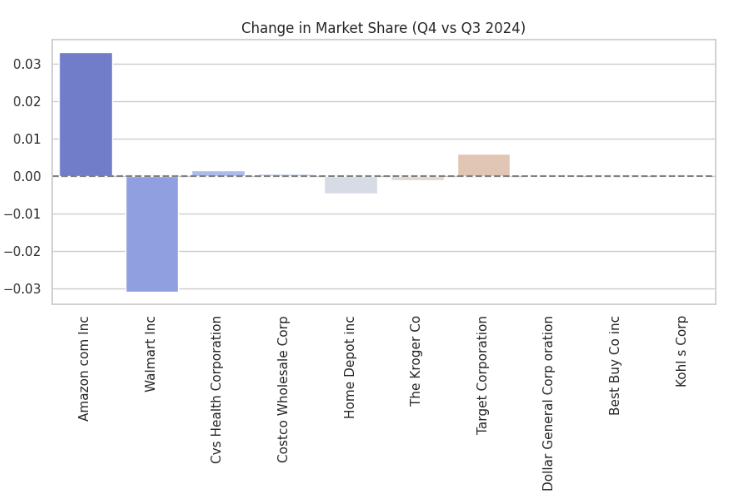 Change in Market Share (Q4 vs Q3 2024)
0.03
0.02
0.01
0.00
−0.01
−0.02
−0.03
Amazon com Inc
Walmart Inc
Cvs Health Corporation
Costco Wholesale Corp
Home Depot inc
The Kroger Co
Target Corporation
Dollar General Corp oration
Best Buy Co inc
Kohl s Corp